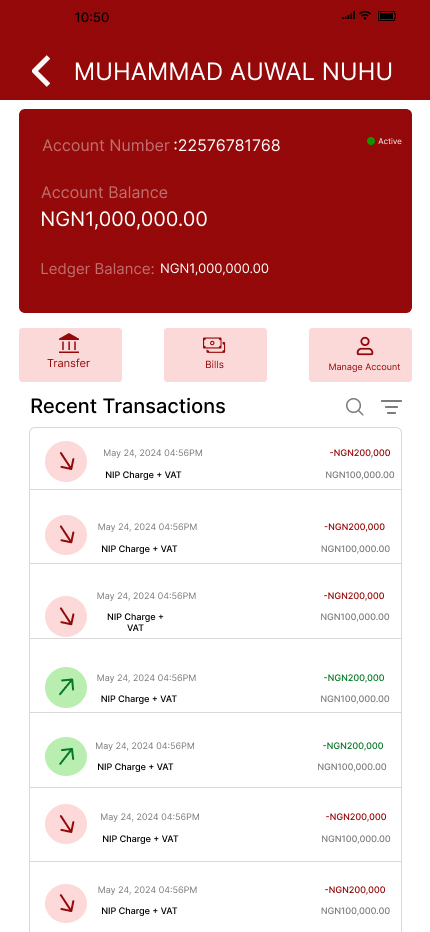 10:50
MUHAMMAD AUWAL NUHU
Account Number :22576781768
Active
Account Balance
NGN1,000,000.00
Ledger Balance: NGN1,000,000.00
Transfer
Bills
Manage Account
Recent Transactions
May 24, 2024 04:56PM -NGN200,000
NIP Charge + VAT NGN100,000.00
May 24, 2024 04:56PM -NGN200,000
NIP Charge + VAT NGN100,000.00
May 24, 2024 04:56PM -NGN200,000
NIP Charge + NGN100,000.00
VAT
May 24, 2024 04:56PM -NGN200,000
NIP Charge + VAT NGN100,000.00
May 24, 2024 04:56PM -NGN200,000
NIP Charge + VAT NGN100,000.00
May 24, 2024 04:56PM -NGN200,000
NIP Charge + VAT NGN100,000.00
May 24, 2024 04:56PM -NGN200,000
NIP Charge + VAT NGN100,000.00